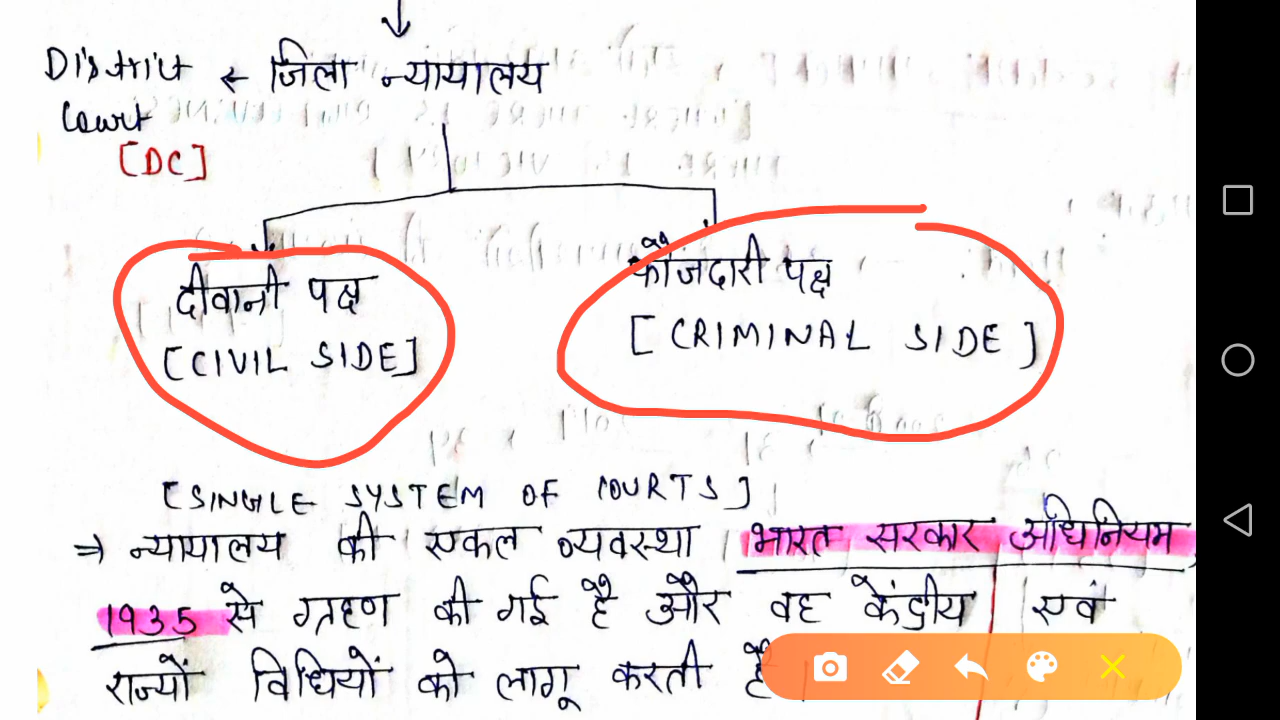 District ← जिला न्यायालय
Court
[DC]
दीवानी पक्ष
[CIVIL SIDE]
फौजदारी पक्ष
[CRIMINAL SIDE]
[SINGLE SYSTEM OF COURTS]
⇒ न्यायालय की एकल व्यवस्था भारत सरकार अधिनियम
1935 से ग्रहण की गई है और वह केंद्रीय एवं
राज्यों विधियों को लागू करती है।